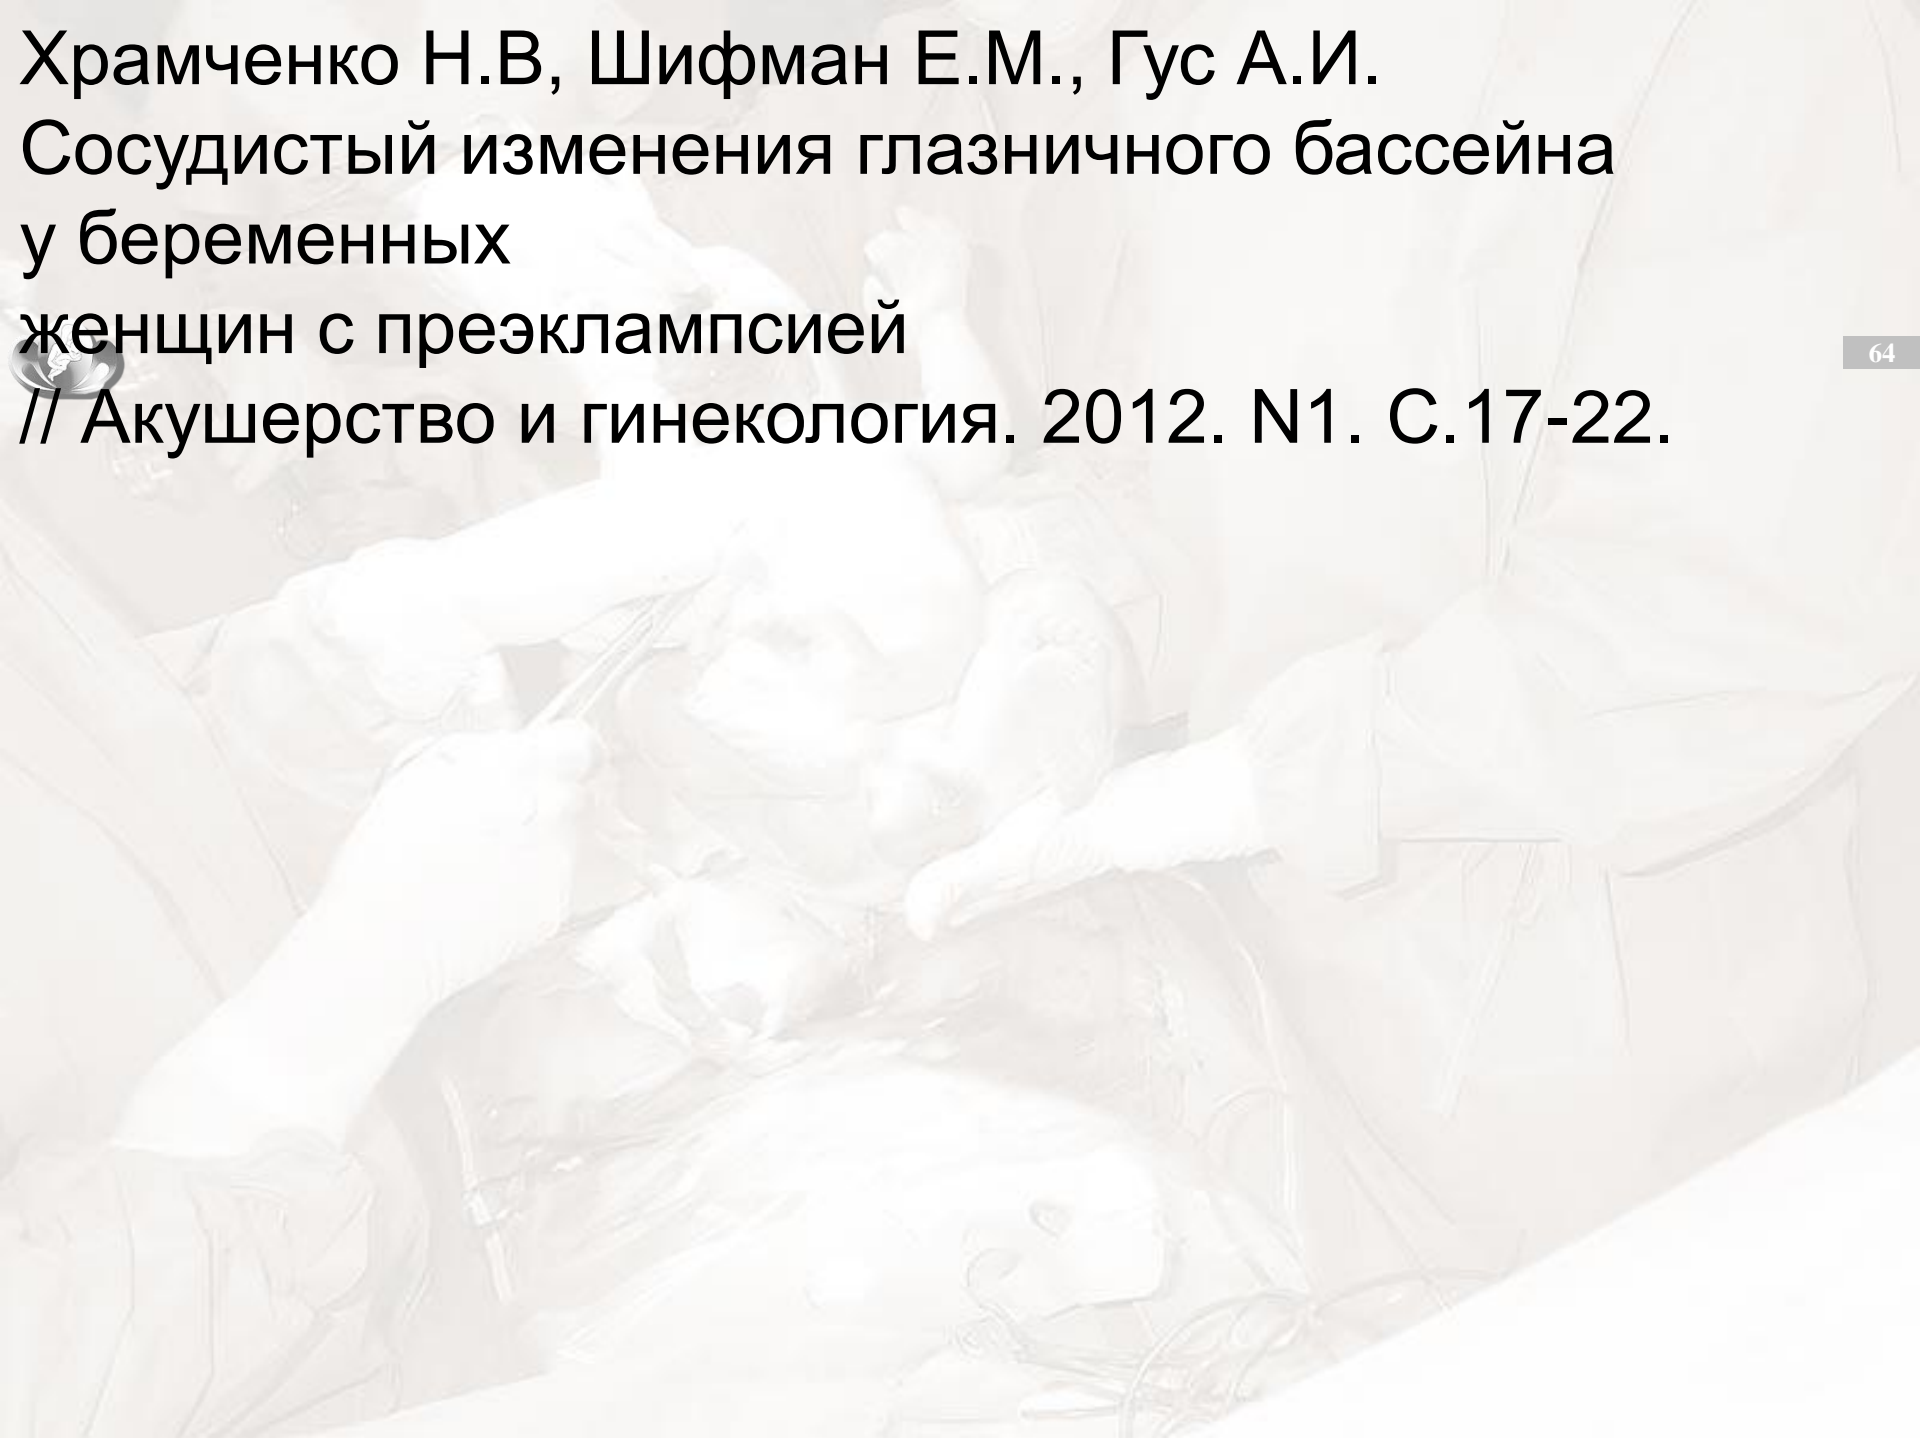 Храмченко Н.В, Шифман Е.М., Гус А.И.
Сосудистый изменения глазничного бассейна
у беременных
женщин с преэклампсией
// Акушерство и гинекология. 2012. N1. С.17-22.
64